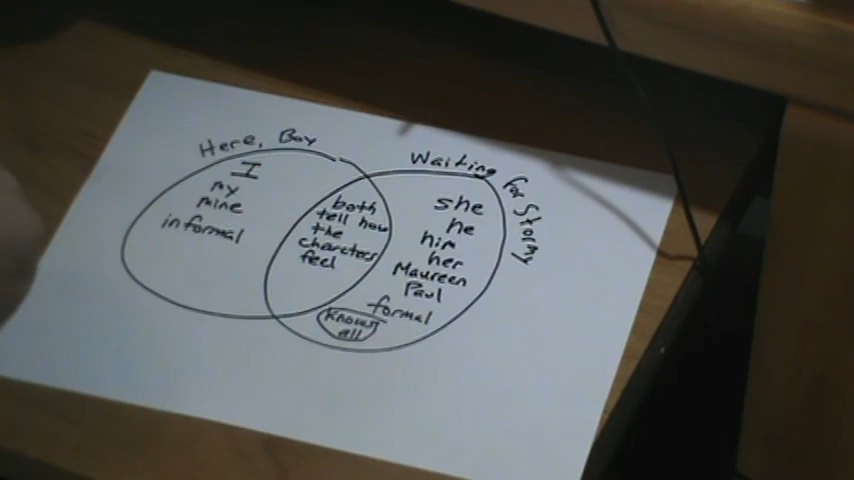 Here, Boy
I
my
mine
informal
both
tell how
the
charcters
feel
Waiting for Stormy
she
he
him
her
Maureen
Paul
formal
knows
all